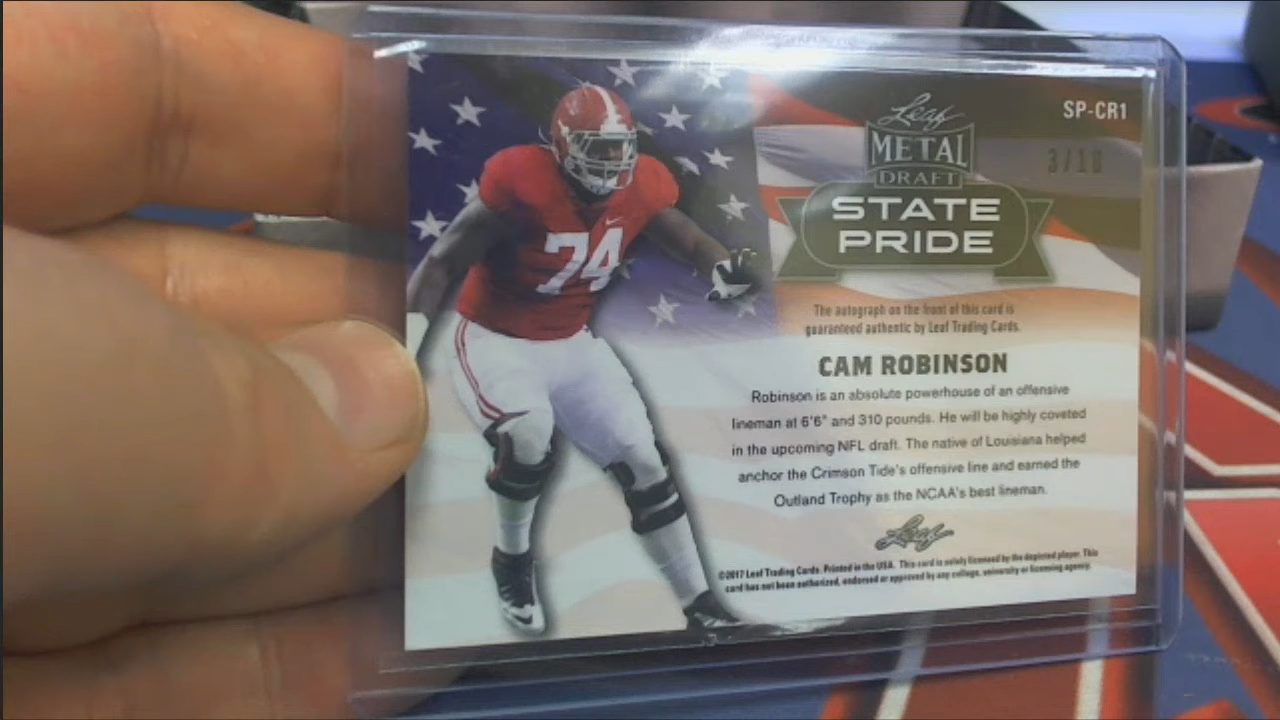 SP-CR1
Leaf
METAL
DRAFT
3/10
STATE
PRIDE
74
The autograph on the front of this card is
guaranteed authentic by Leaf Trading Cards.
CAM ROBINSON
Robinson is an absolute powerhouse of an offensive
lineman at 6'6" and 310 pounds. He will be highly coveted
in the upcoming NFL draft. The native of Louisiana helped
anchor the Crimson Tide's offensive line and earned the
Outland Trophy as the NCAA's best lineman.
Leaf
©2017 Leaf Trading Cards. Printed in the USA. This card is solely licensed by the depicted player. This
card has not been authorized, endorsed or approved by any college, university or licensing agency.